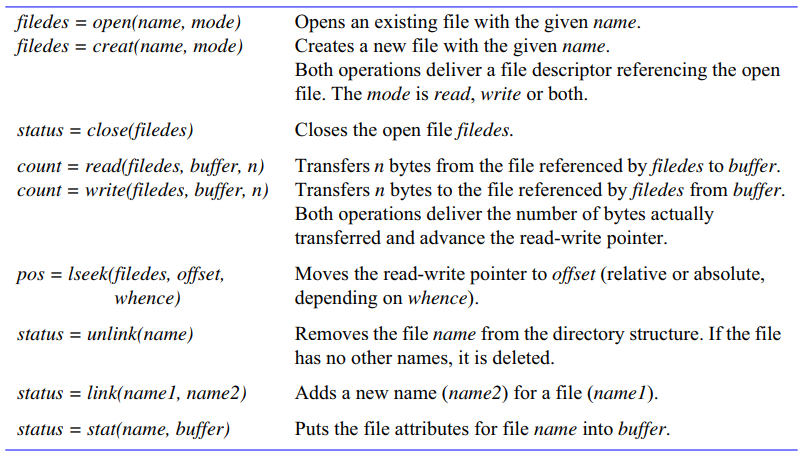 filedes = open(name, mode) Opens an existing file with the given name.
filedes = creat(name, mode) Creates a new file with the given name.
Both operations deliver a file descriptor referencing the open
file. The mode is read, write or both.
status = close(filedes) Closes the open file filedes.
count = read(filedes, buffer, n) Transfers n bytes from the file referenced by filedes to buffer.
count = write(filedes, buffer, n) Transfers n bytes to the file referenced by filedes from buffer.
Both operations deliver the number of bytes actually
transferred and advance the read-write pointer.
pos = lseek(filedes, offset, Moves the read-write pointer to offset (relative or absolute,
whence) depending on whence).
status = unlink(name) Removes the file name from the directory structure. If the file
has no other names, it is deleted.
status = link(name1, name2) Adds a new name (name2) for a file (name1).
status = stat(name, buffer) Puts the file attributes for file name into buffer.